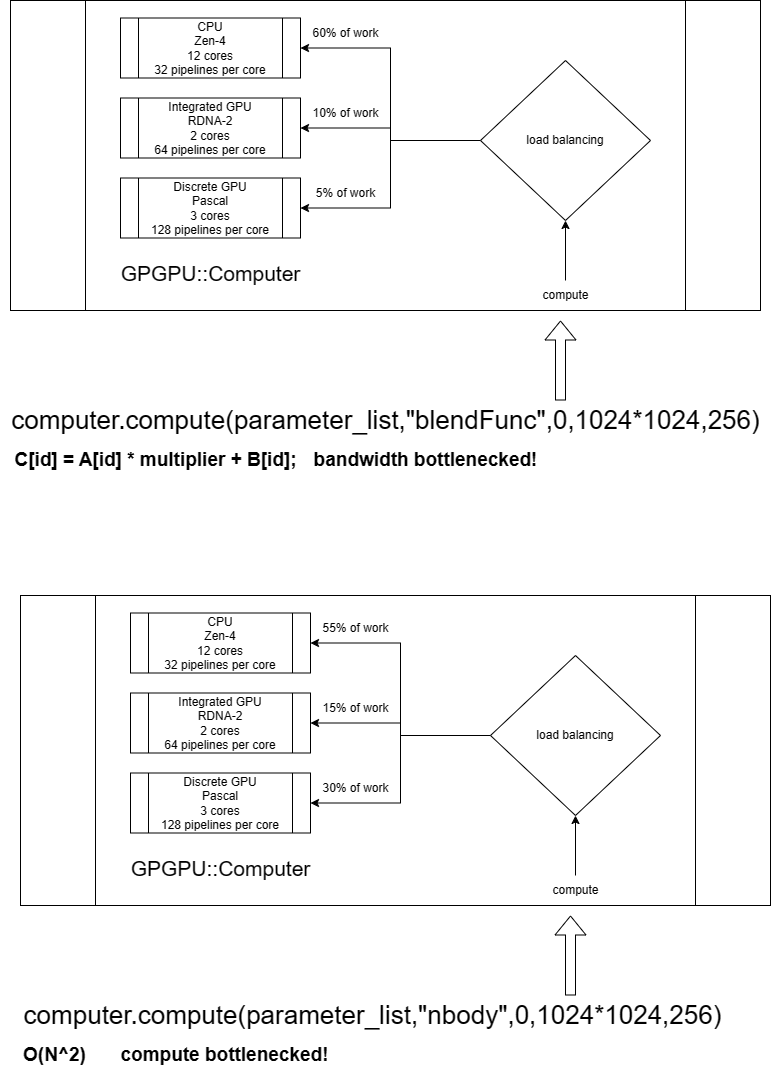 CPU
Zen-4
12 cores
32 pipelines per core
60% of work
Integrated GPU
RDNA-2
2 cores
64 pipelines per core
10% of work
Discrete GPU
Pascal
3 cores
128 pipelines per core
5% of work
load balancing
GPGPU::Computer
compute
computer.compute(parameter_list,"blendFunc",0,1024*1024,256)
C[id] = A[id] * multiplier + B[id]; bandwidth bottlenecked!
CPU
Zen-4
12 cores
32 pipelines per core
55% of work
Integrated GPU
RDNA-2
2 cores
64 pipelines per core
15% of work
Discrete GPU
Pascal
3 cores
128 pipelines per core
30% of work
load balancing
GPGPU::Computer
compute
computer.compute(parameter_list,"nbody",0,1024*1024,256)
O(N^2) compute bottlenecked!